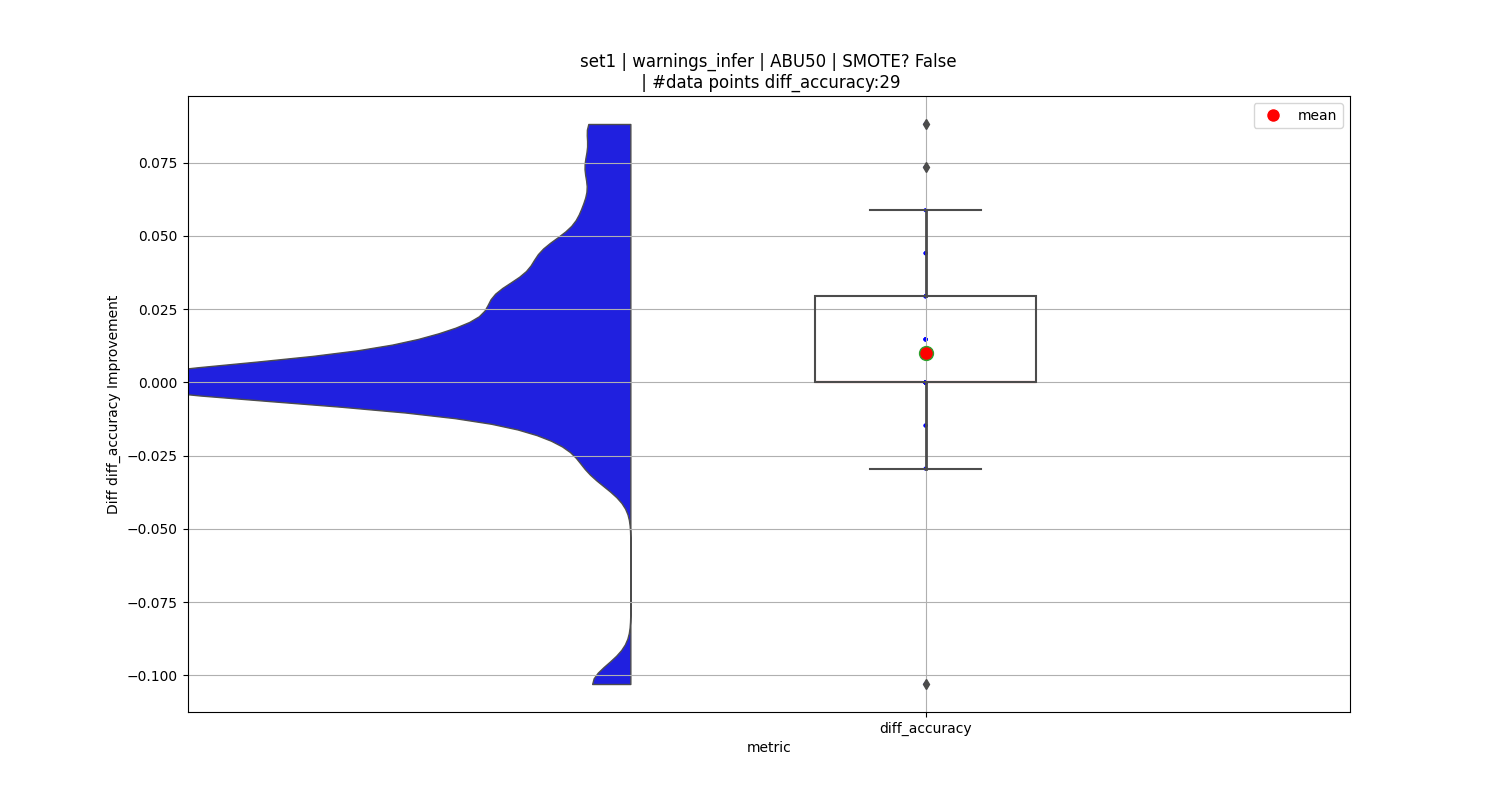 set1 | warnings_infer | ABU50 | SMOTE? False
| #data points diff_accuracy:29
mean
Diff diff_accuracy Improvement
0.075
0.050
0.025
0.000
−0.025
−0.050
−0.075
−0.100
diff_accuracy
metric